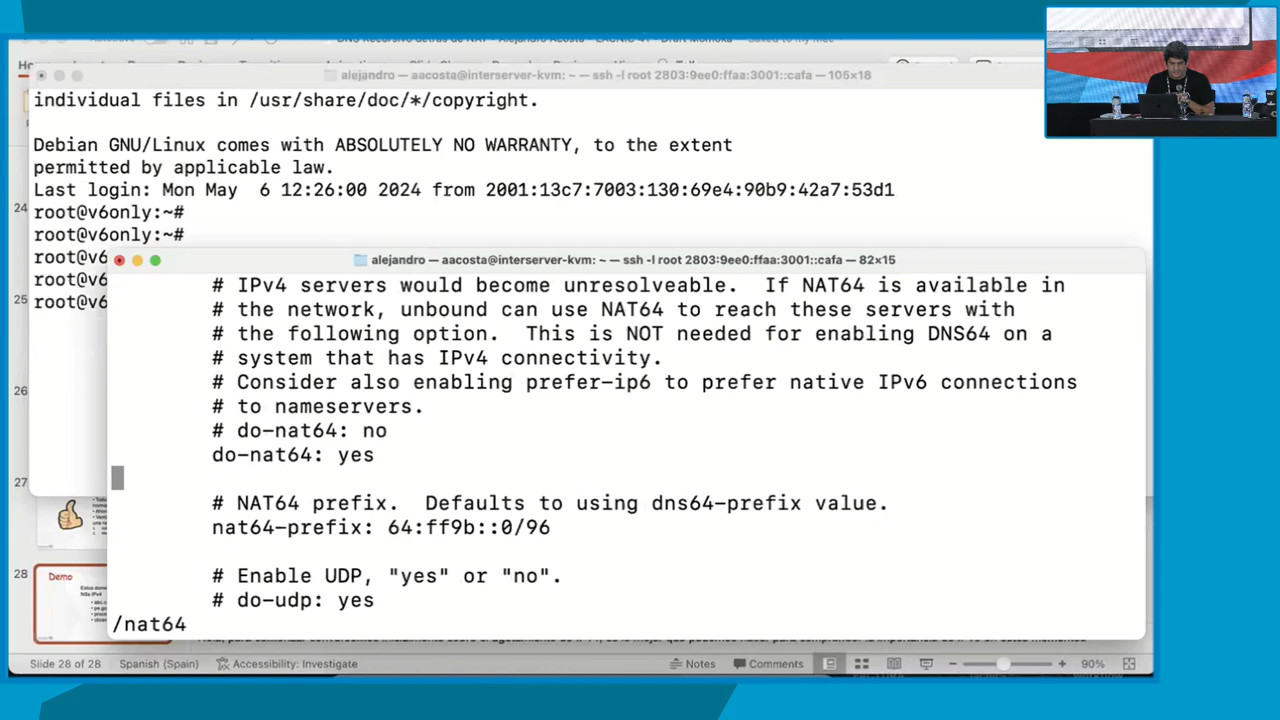 alejandro — aacosta@interserver-kvm: ~ — ssh -l root 2803:9ee0:ffaa:3001::cafa — 105×18
individual files in /usr/share/doc/*/copyright.
Debian GNU/Linux comes with ABSOLUTELY NO WARRANTY, to the extent
permitted by applicable law.
Last login: Mon May  6 12:26:00 2024 from 2001:13c7:7003:130:69e4:90b9:42a7:53d1
root@v6only:~#
root@v6only:~#
root@v6
root@v6
root@v6
24
25
26
27
28
Demo
alejandro — aacosta@interserver-kvm: ~ — ssh -l root 2803:9ee0:ffaa:3001::cafa — 82×15
# IPv4 servers would become unresolveable.  If NAT64 is available in
# the network, unbound can use NAT64 to reach these servers with
# the following option.  This is NOT needed for enabling DNS64 on a
# system that has IPv4 connectivity.
# Consider also enabling prefer-ip6 to prefer native IPv6 connections
# to nameservers.
# do-nat64: no
do-nat64: yes
# NAT64 prefix.  Defaults to using dns64-prefix value.
nat64-prefix: 64:ff9b::0/96
# Enable UDP, "yes" or "no".
# do-udp: yes
/nat64
Slide 28 of 28
Spanish (Spain)
Accessibility: Investigate
Notes
Comments
90%